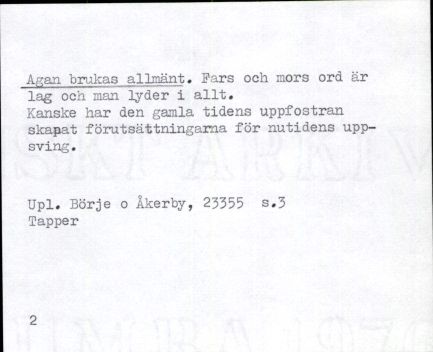 Agan brukas allmänt. Fars och mors ord är
lag och man lyder i allt.
Kanske har den gamla tidens uppfostran
skapat förutsättningarna för nutidens upp-
sving.
Upl. Börje o Åkerby, 23355 s.3
Tapper
2